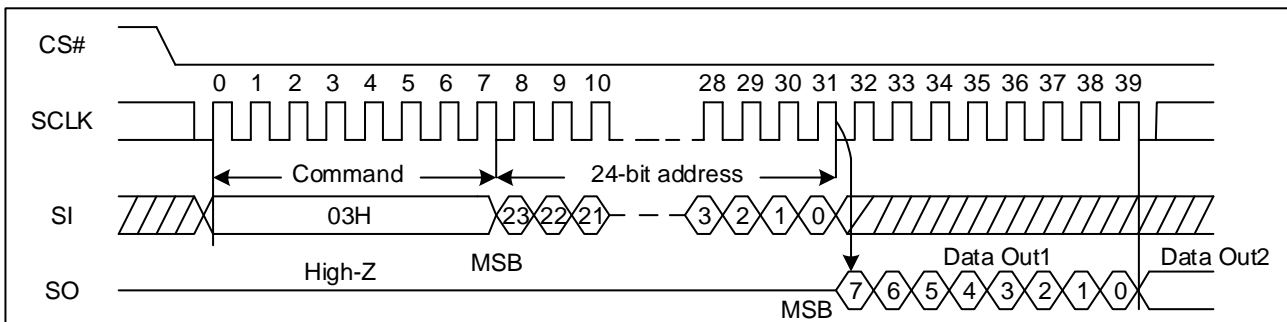 CS#
0 1 2 3 4 5 6 7 8 9 10 28 29 30 31 32 33 34 35 36 37 38 39
SCLK
Command 24-bit address
SI 03H 23 22 21 3 2 1 0
High-Z MSB Data Out1 Data Out2
SO 7 6 5 4 3 2 1 0
MSB